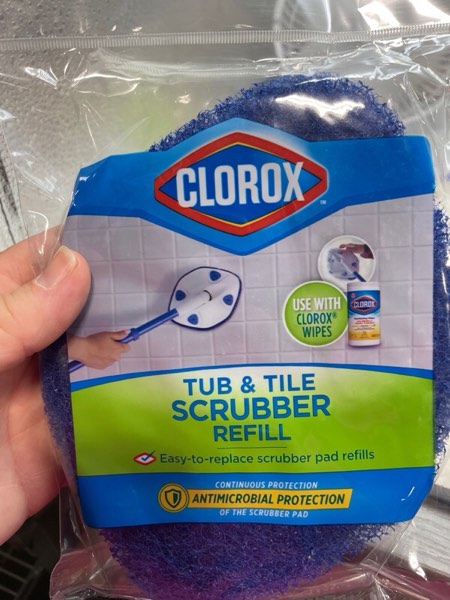 CLOROX
™
USE WITH
CLOROX®
WIPES
CLOROX
TUB & TILE
SCRUBBER
REFILL
Easy-to-replace scrubber pad refills
CONTINUOUS PROTECTION
ANTIMICROBIAL PROTECTION
OF THE SCRUBBER PAD